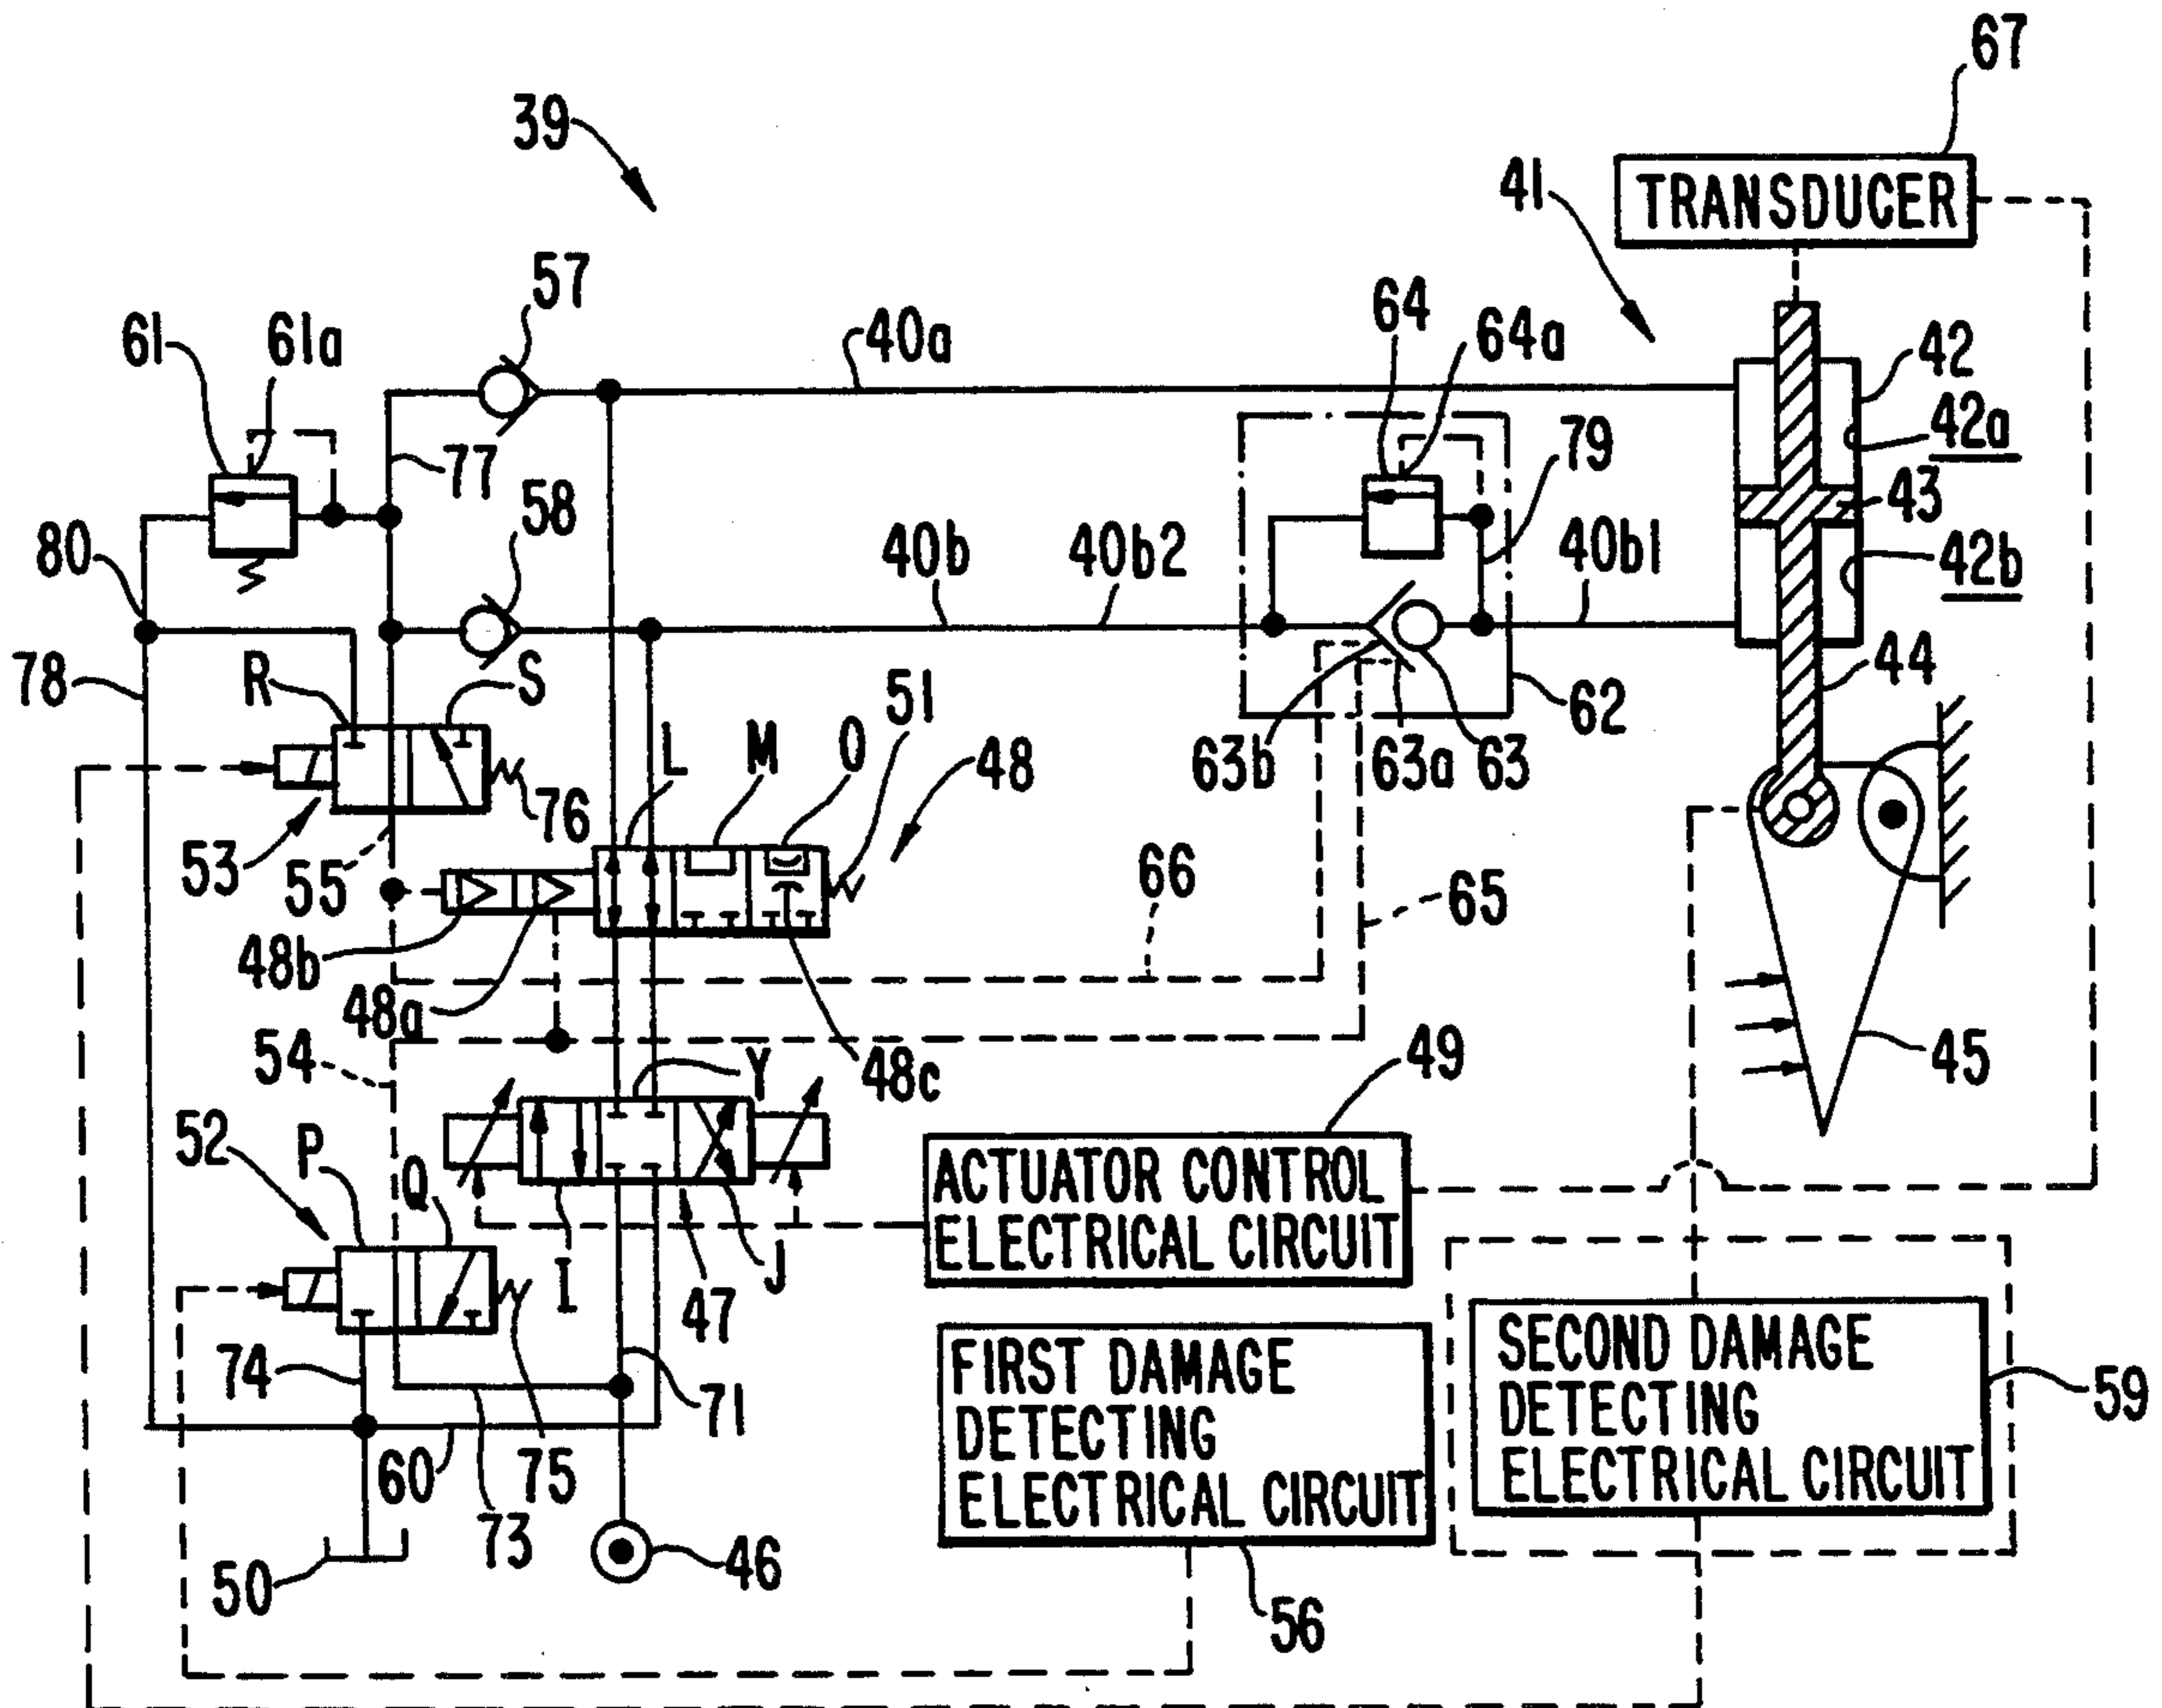 67
39
41
TRANSDUCER
57
61
61a
40a
64
64a
42
42a
77
79
43
58
80
40b
40b2
40b1
42b
R
S
78
51
44
62
L
M
O
48
63b
63a
63
76
53
55
66
65
48b
48a
54
Y
48c
49
45
52
P
Q
ACTUATOR CONTROL
ELECTRICAL CIRCUIT
I
47
J
74
71
FIRST DAMAGE
DETECTING
ELECTRICAL CIRCUIT
SECOND DAMAGE
DETECTING
ELECTRICAL CIRCUIT
59
60
75
73
50
46
56